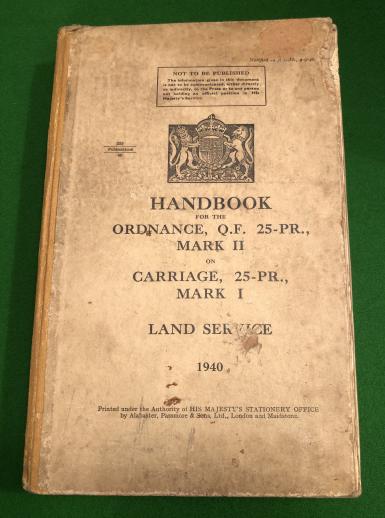 NOT TO BE PUBLISHED
The information given in this document
is not to be communicated, either directly
or indirectly, to the Press or to any person
not holding an official position in His
Majesty's Service.
Publications
HANDBOOK
FOR THE
ORDNANCE, Q.F. 25-PR.,
MARK II
ON
CARRIAGE, 25-PR.,
MARK I
LAND SERVICE
1940
Printed under the Authority of HIS MAJESTY'S STATIONERY OFFICE
by Alabaster, Passmore & Sons, Ltd., London and Maidstone.